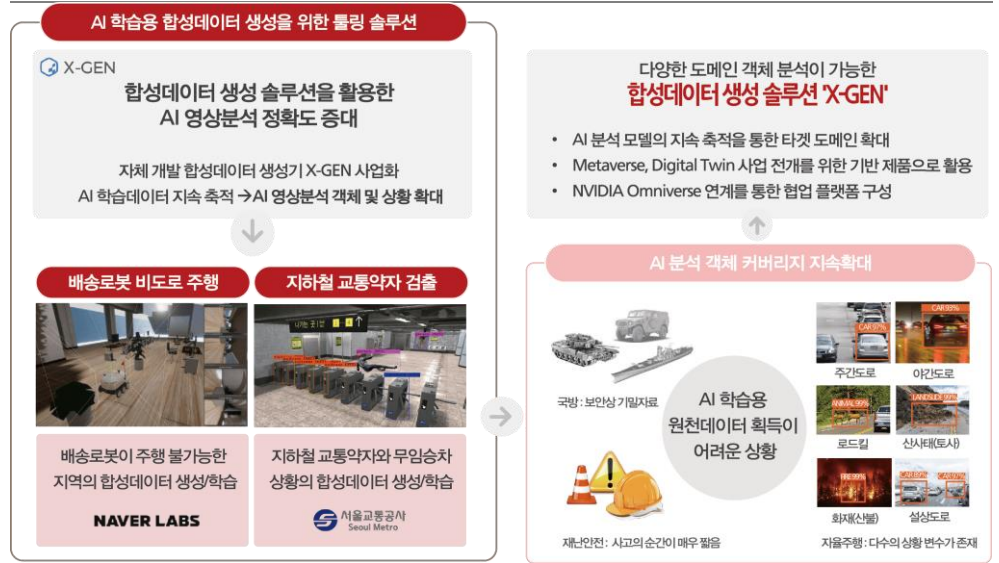 AI 학습용 합성데이터 생성을 위한 툴링 솔루션
X-GEN
합성데이터 생성 솔루션을 활용한
AI 영상분석 정확도 증대
자체 개발 합성데이터 생성기 X-GEN 사업화
AI 학습데이터 지속 축적 →AI 영상분석 객체 및 상황 확대
배송로봇 비도로 주행
지하철 교통약자 검출
나가는 곳
배송로봇이 주행 불가능한
지역의 합성데이터 생성/학습
NAVER LABS
지하철 교통약자와 무임승차
상황의 합성데이터 생성/학습
서울교통공사
Seoul Metro
다양한 도메인 객체 분석이 가능한
합성데이터 생성 솔루션 'X-GEN'
• AI 분석 모델의 지속 축적을 통한 타겟 도메인 확대
• Metaverse, Digital Twin 사업 전개를 위한 기반 제품으로 활용
• NVIDIA Omniverse 연계를 통한 협업 플랫폼 구성
AI 분석 객체 커버리지 지속확대
국방 : 보안상 기밀자료
AI 학습용
원천데이터 획득이
어려운 상황
재난안전 : 사고의 순간이 매우 짧음
CAR 97%
CAR 93%
주간도로
야간도로
ANIMAL 99%
LANDSLIDE 99%
로드킬
산사태(토사)
FIRE 99%
화재(산불)
설상도로
자율주행 : 다수의 상황 변수가 존재